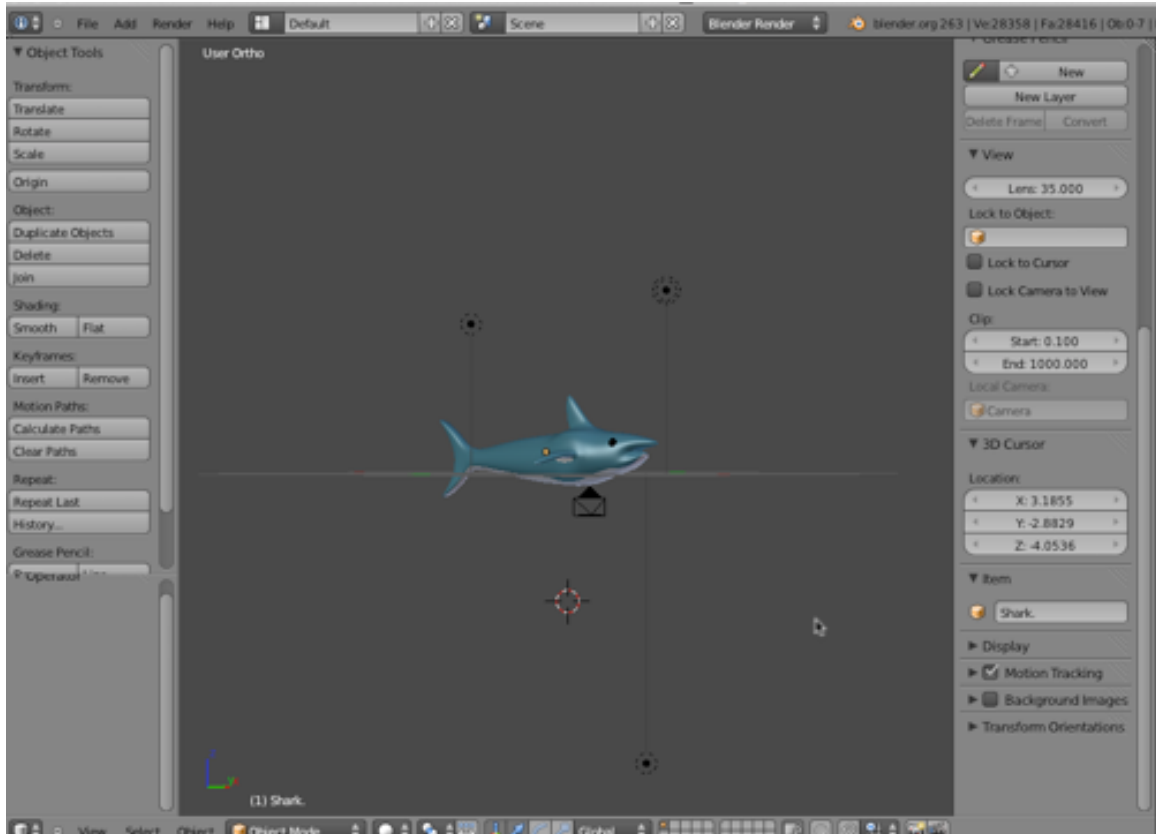 File Add Render Help Default Scene Blender Render blender.org 263 | Ve:28358 | Fa:28416 | Ob:0-7 |
▼ Object Tools
Transform:
Translate
Rotate
Scale
Origin
Object:
Duplicate Objects
Delete
Join
Shading:
Smooth Flat
Keyframes:
Insert Remove
Motion Paths:
Calculate Paths
Clear Paths
Repeat:
Repeat Last
History...
Grease Pencil:
User Ortho
(1) Shark.
Grease Pencil
New
New Layer
Delete Frame Convert
▼ View
Lens: 35.000
Lock to Object:
Lock to Cursor
Lock Camera to View
Clip:
Start: 0.100
End: 1000.000
Local Camera:
Camera
▼ 3D Cursor
Location:
X: 3.1855
Y: -2.8829
Z: -4.0536
▼ Item
Shark.
▶ Display
▶ Motion Tracking
▶ Background Images
▶ Transform Orientations
View Select Object Object Mode Global